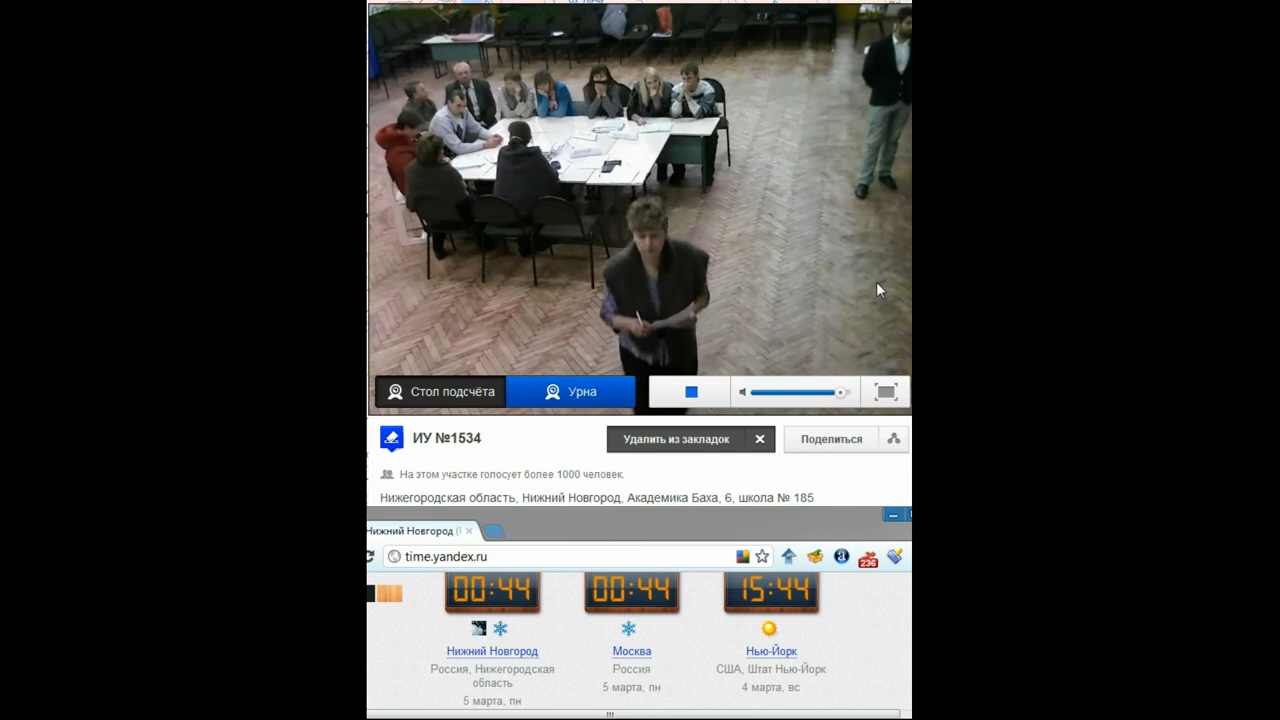 Стол подсчёта
Урна
ИУ №1534
Удалить из закладок
Поделиться
На этом участке голосует более 1000 человек.
Нижегородская область, Нижний Новгород, Академика Баха, 6, школа № 185
Нижний Новгород (
time.yandex.ru
236
00:44 00:44 15:44
Нижний Новгород Москва Нью-Йорк
Россия, Нижегородская область Россия США, Штат Нью-Йорк
5 марта, пн 5 марта, пн 4 марта, вс